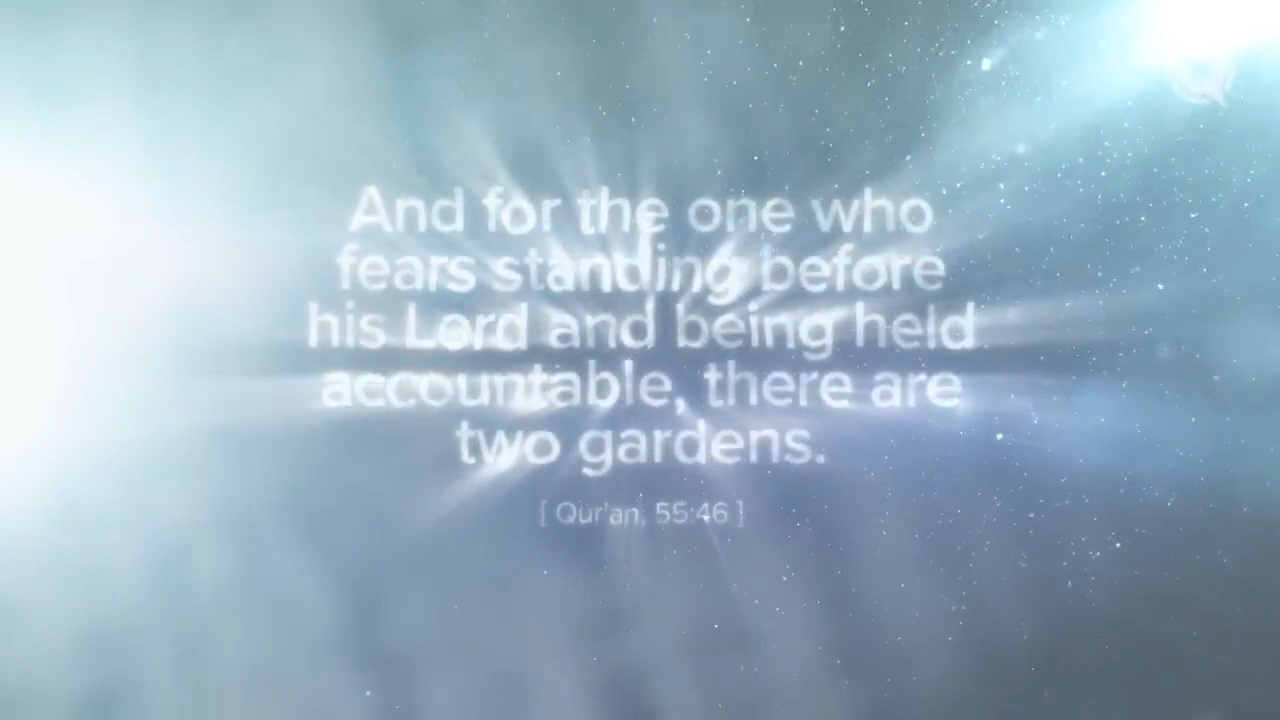 And for the one who
fears standing before
his Lord and being held
accountable, there are
two gardens.
[ Qur'an, 55:46 ]